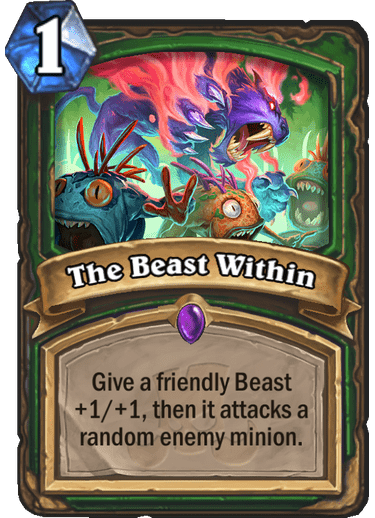 1
The Beast Within
Give a friendly Beast
+1/+1, then it attacks a
random enemy minion.